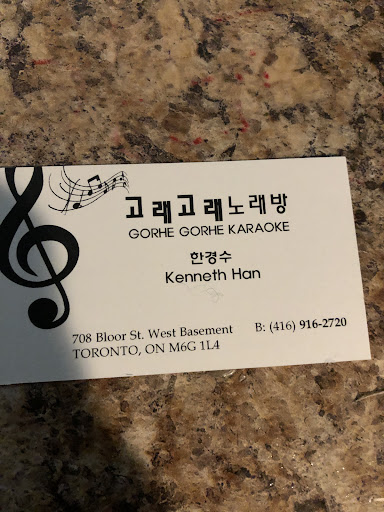 고래고래노래방
GORHE GORHE KARAOKE
한경수
Kenneth Han
708 Bloor St. West Basement B: (416) 916-2720
TORONTO, ON M6G 1L4